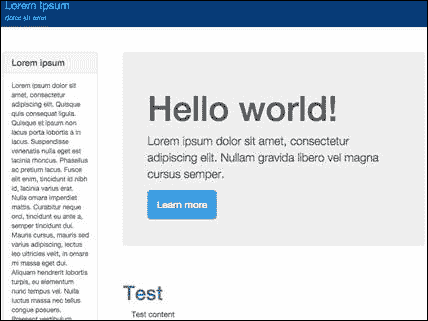 Lorem Ipsum
dolor sit amet
Lorem ipsum
Lorem ipsum dolor sit
amet, consectetur
adipiscing elit. Quisque
quis consequat ligula.
Quisque et ipsum non
lacus porta lobortis a in
lacus. Suspendisse
venenatis nulla eget est
lacinia rhoncus. Phasellus
ac pretium lacus. Fusce
elit enim, tincidunt id nibh
id, lacinia varius erat.
Nulla ornare imperdiet
mattis. Curabitur neque
orci, tincidunt eu ante a,
semper tincidunt dui.
Mauris cursus, mauris sed
varius adipiscing, lectus
leo ultricies velit, in ornare
mi massa eget dui.
Aliquam hendrerit lobortis
turpis, eu elementum
nunc tempus vel. Nulla
luctus massa nec tellus
congue posuere.
Praesent vestibulum
Hello world!
Lorem ipsum dolor sit amet, consectetur
adipiscing elit. Nullam gravida libero vel magna
cursus semper.
Learn more
Test
Test content